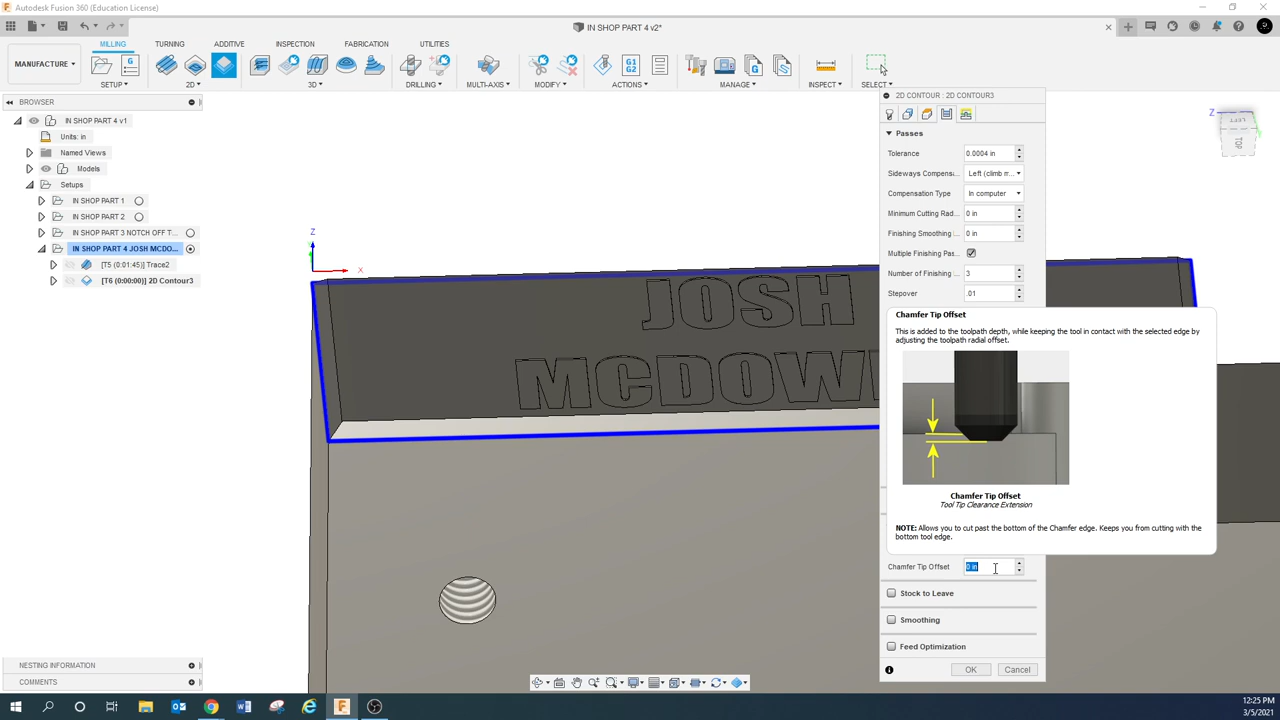 Autodesk Fusion 360 (Education License)
IN SHOP PART 4 v2*
MILLING TURNING ADDITIVE INSPECTION FABRICATION UTILITIES
MANUFACTURE
G1
G2
SETUP 2D 3D DRILLING MULTI-AXIS MODIFY ACTIONS MANAGE INSPECT SELECT
BROWSER
IN SHOP PART 4 v1
Units: in
Named Views
Models
Setups
IN SHOP PART 1
IN SHOP PART 2
IN SHOP PART 3 NOTCH OFF T...
IN SHOP PART 4 JOSH MCDO...
[T5 (0:01:45)] Trace2
[T6 (0:00:00)] 2D Contour3
Z
X
JOSH
MCDOW
Z
LEFT
TOP
2D CONTOUR : 2D CONTOUR3
Passes
Tolerance 0.0004 in
Sideways Compensa... Left (climb m...
Compensation Type In computer
Minimum Cutting Rad... 0 in
Finishing Smoothing ... 0 in
Multiple Finishing Pas...
Number of Finishing ... 3
Stepover .01
Chamfer Tip Offset
This is added to the toolpath depth, while keeping the tool in contact with the selected edge by
adjusting the toolpath radial offset.
Chamfer Tip Offset
Tool Tip Clearance Extension
NOTE: Allows you to cut past the bottom of the Chamfer edge. Keeps you from cutting with the
bottom tool edge.
Chamfer Tip Offset 0 in
Stock to Leave
Smoothing
Feed Optimization
OK Cancel
NESTING INFORMATION
COMMENTS
12:25 PM
3/5/2021